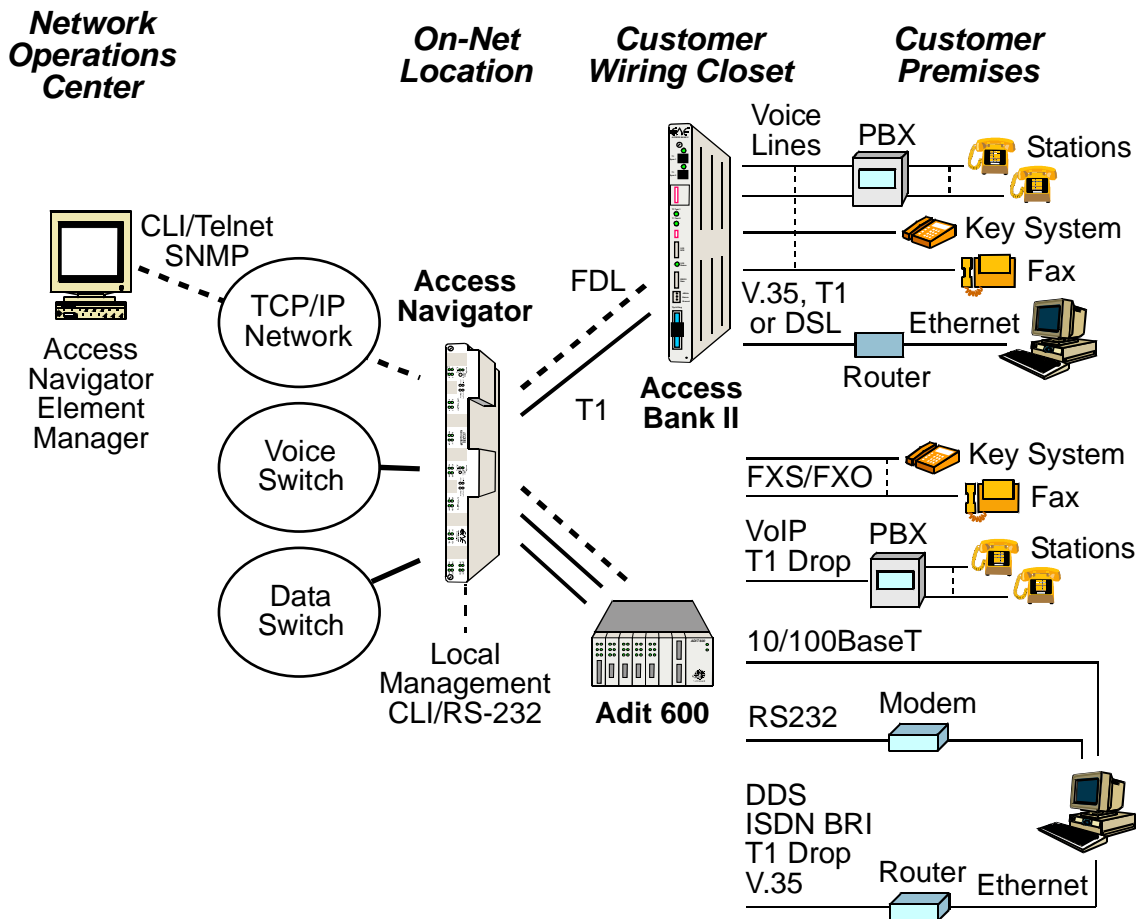 Network
Operations
Center
On-Net
Location
Customer
Wiring Closet
Customer
Premises
CLI/Telnet
SNMP
TCP/IP
Network
Access
Navigator
Element
Manager
Voice
Switch
Data
Switch
Access
Navigator
Local
Management
CLI/RS-232
FDL
T1
Access
Bank II
Adit 600
Voice
Lines
PBX
Stations
Key System
Fax
V.35, T1
or DSL
Ethernet
Router
Key System
FXS/FXO
Fax
VoIP
T1 Drop
PBX
Stations
10/100BaseT
RS232
Modem
DDS
ISDN BRI
T1 Drop
V.35
Router
Ethernet